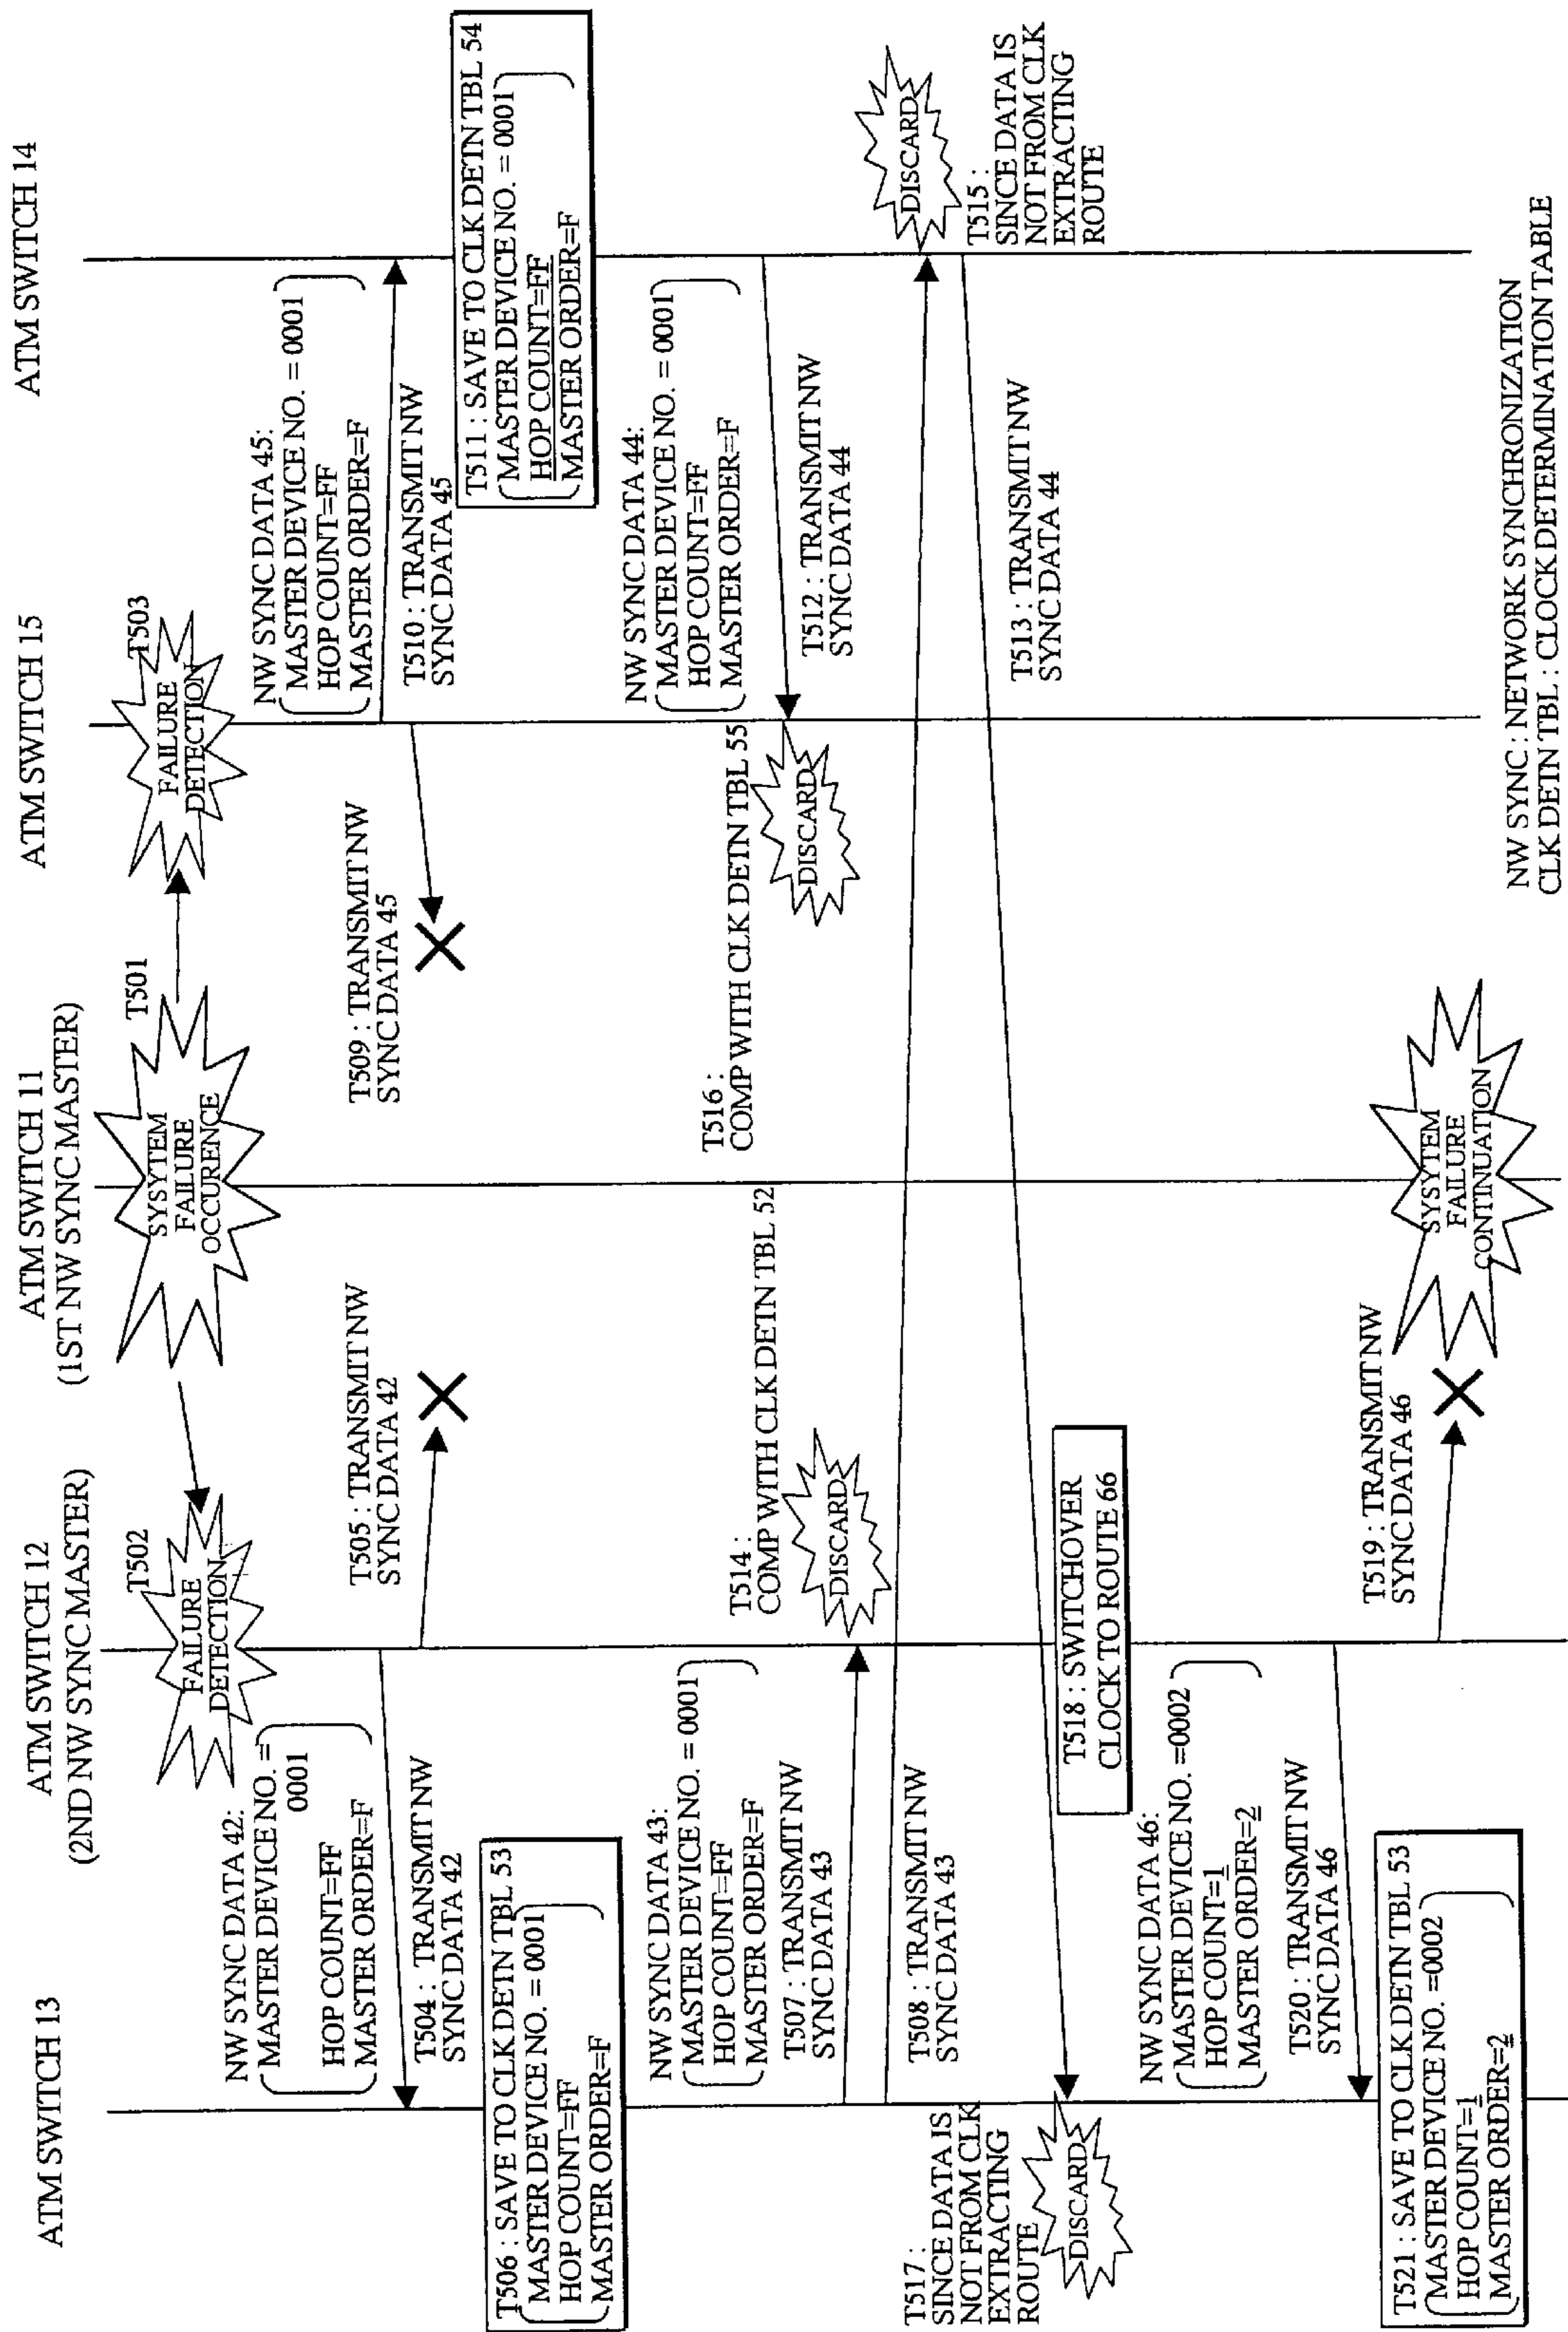 ATM SWITCH 13
ATM SWITCH 12
(2ND NW SYNC MASTER)
ATM SWITCH 11
(1ST NW SYNC MASTER)
ATM SWITCH 15
ATM SWITCH 14
T502
FAILURE
DETECTION
T501
SYSYTEM
FAILURE
OCCURENCE
T503
FAILURE
DETECTION
NW SYNC DATA 42:
MASTER DEVICE NO. =
0001
HOP COUNT=FF
MASTER ORDER=F
T504 : TRANSMIT NW
SYNC DATA 42
T505 : TRANSMIT NW
SYNC DATA 42
T509 : TRANSMIT NW
SYNC DATA 45
NW SYNC DATA 45:
MASTER DEVICE NO. = 0001
HOP COUNT=FF
MASTER ORDER=F
T510 : TRANSMIT NW
SYNC DATA 45
T506 : SAVE TO CLK DETN TBL 53
MASTER DEVICE NO. = 0001
HOP COUNT=FF
MASTER ORDER=F
T511 : SAVE TO CLK DETN TBL 54
MASTER DEVICE NO. = 0001
HOP COUNT=FF
MASTER ORDER=F
NW SYNC DATA 43:
MASTER DEVICE NO. = 0001
HOP COUNT=FF
MASTER ORDER=F
T507 : TRANSMIT NW
SYNC DATA 43
T514 :
COMP WITH CLK DETN TBL 52
DISCARD
T516 :
COMP WITH CLK DETN TBL 55
DISCARD
NW SYNC DATA 44:
MASTER DEVICE NO. = 0001
HOP COUNT=FF
MASTER ORDER=F
T512 : TRANSMIT NW
SYNC DATA 44
T508 : TRANSMIT NW
SYNC DATA 43
DISCARD
T515 :
SINCE DATA IS
NOT FROM CLK
EXTRACTING
ROUTE
T513 : TRANSMIT NW
SYNC DATA 44
T517 :
SINCE DATA IS
NOT FROM CLK
EXTRACTING
ROUTE
DISCARD
T518 : SWITCHOVER
CLOCK TO ROUTE 66
NW SYNC DATA 46:
MASTER DEVICE NO. =0002
HOP COUNT=1
MASTER ORDER=2
T520 : TRANSMIT NW
SYNC DATA 46
T519 : TRANSMIT NW
SYNC DATA 46
SYSYTEM
FAILURE
CONTINUATION
T521 : SAVE TO CLK DETN TBL 53
MASTER DEVICE NO. =0002
HOP COUNT=1
MASTER ORDER=2
NW SYNC : NETWORK SYNCHRONIZATION
CLK DETN TBL : CLOCK DETERMINATION TABLE